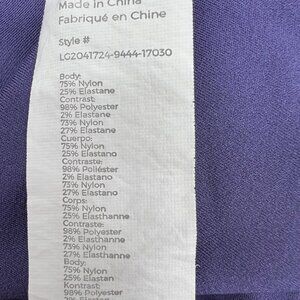 Made in China
Fabriqué en Chine
Style #
LG2041724-9444-17030
Body:
75% Nylon
25% Elastane
Contrast:
98% Polyester
2% Elastane
73% Nylon
27% Elastane
Cuerpo:
75% Nylon
25% Elastano
Contraste:
98% Poliéster
2% Elastano
73% Nylon
27% Elastano
Corps:
75% Nylon
25% Elasthanne
Contraste:
98% Polyester
2% Elasthanne
73% Nylon
27% Elasthanne
Body:
75% Nylon
25% Elastan
Kontrast:
98% Polyester
2% Elastan